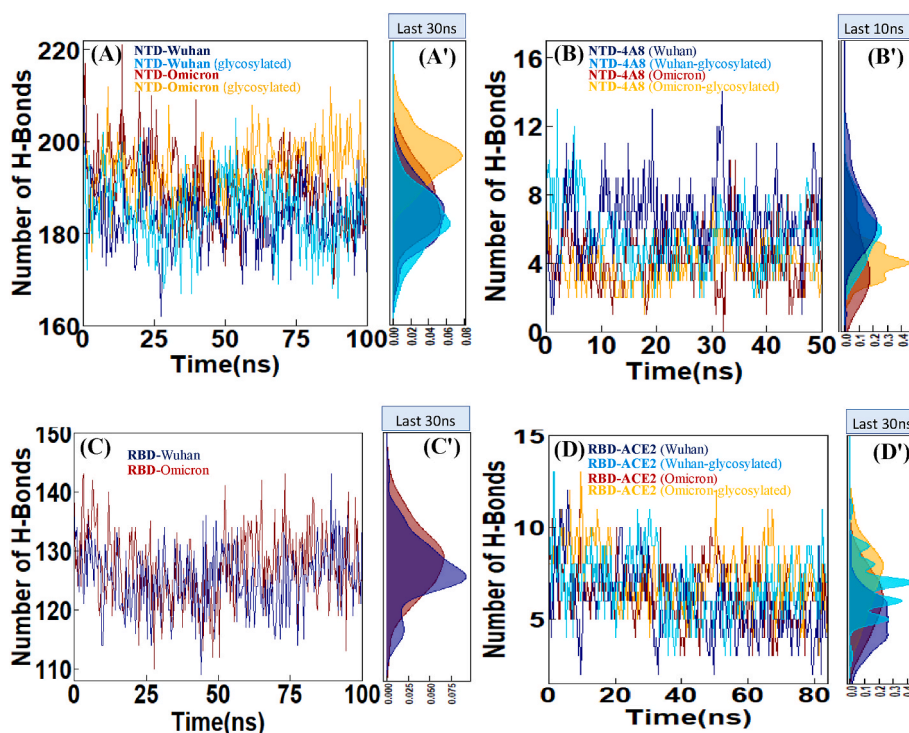 Last 30ns
(A)
NTD-Wuhan
NTD-Wuhan (glycosylated)
NTD-Omicron
NTD-Omicron (glycosylated)
(A')
220
200
180
160
Number of H-Bonds
0 25 50 75 100
Time(ns)
0.00 0.02 0.04 0.06 0.08
Last 10ns
(B)
NTD-4A8 (Wuhan)
NTD-4A8 (Wuhan-glycosylated)
NTD-4A8 (Omicron)
NTD-4A8 (Omicron-glycosylated)
(B')
16
12
8
4
0
Number of H-Bonds
0 10 20 30 40 50
Time(ns)
0.0 0.1 0.2 0.3 0.4
Last 30ns
(C)
RBD-Wuhan
RBD-Omicron
(C')
150
140
130
120
110
Number of H-Bonds
0 25 50 75 100
Time(ns)
0.000 0.025 0.050 0.075
Last 30ns
(D)
RBD-ACE2 (Wuhan)
RBD-ACE2 (Wuhan-glycosylated)
RBD-ACE2 (Omicron)
RBD-ACE2 (Omicron-glycosylated)
(D')
15
10
5
Number of H-Bonds
0 20 40 60 80
Time(ns)
0.0 0.1 0.2 0.3 0.4